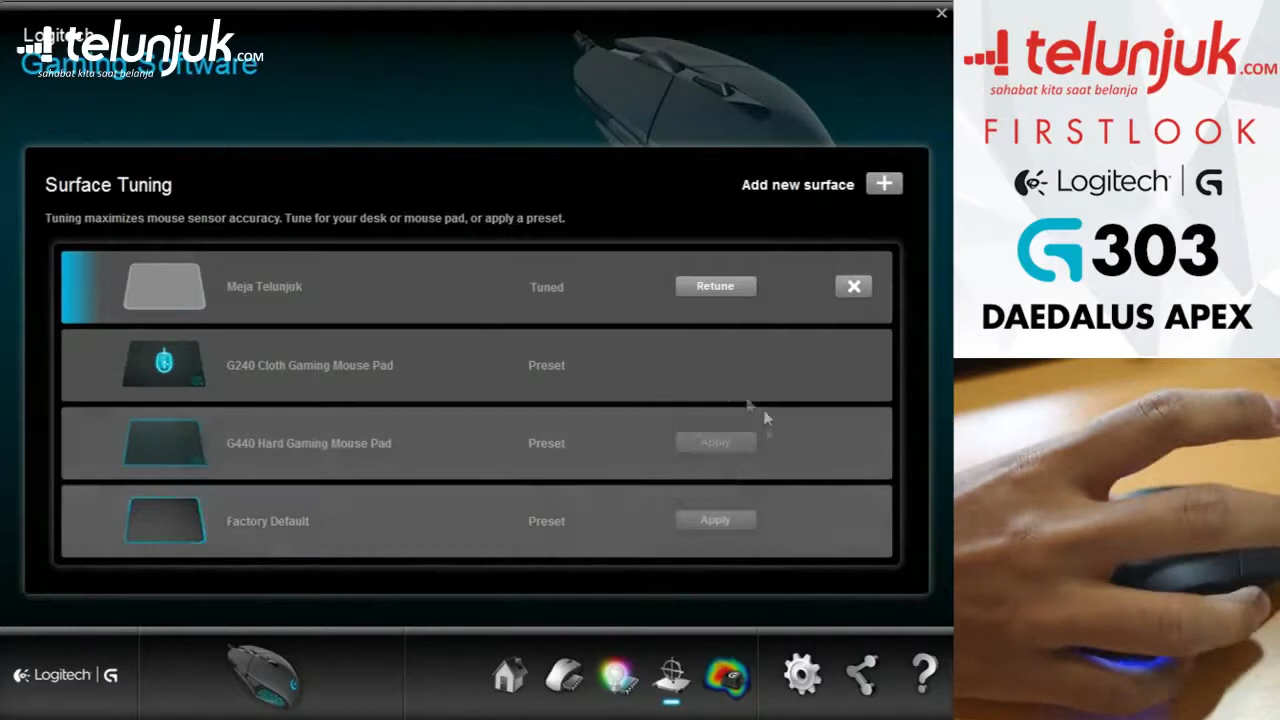 Logitech
Gaming Software
telunjuk.COM
sahabat kita saat belanja
Surface Tuning
Add new surface
Tuning maximizes mouse sensor accuracy. Tune for your desk or mouse pad, or apply a preset.
Meja Telunjuk
Tuned
Retune
G240 Cloth Gaming Mouse Pad
Preset
G440 Hard Gaming Mouse Pad
Preset
Apply
Factory Default
Preset
Apply
Logitech | G
telunjuk.COM
sahabat kita saat belanja
FIRSTLOOK
Logitech | G
G303
DAEDALUS APEX